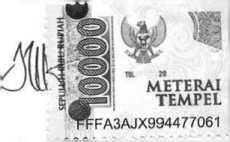 SEPULUH RIBU RUPIAH
10000
TGL. 20
METERAI
TEMPEL
FFFA3AJX994477061